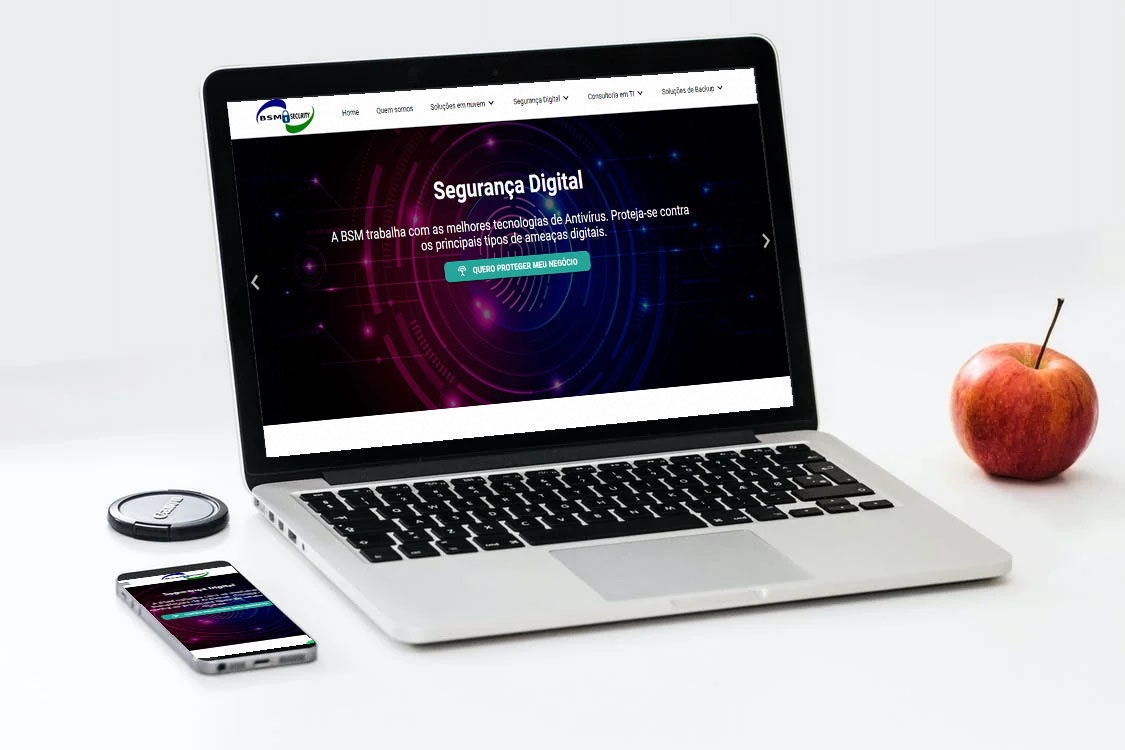 BSM SECURITY
Home Quem somos Soluções em nuvem Segurança Digital Consultoria em TI Soluções de Backup
Segurança Digital
A BSM trabalha com as melhores tecnologias de Antivírus. Proteja-se contra
os principais tipos de ameaças digitais.
QUERO PROTEGER MEU NEGÓCIO
Segurança Digital